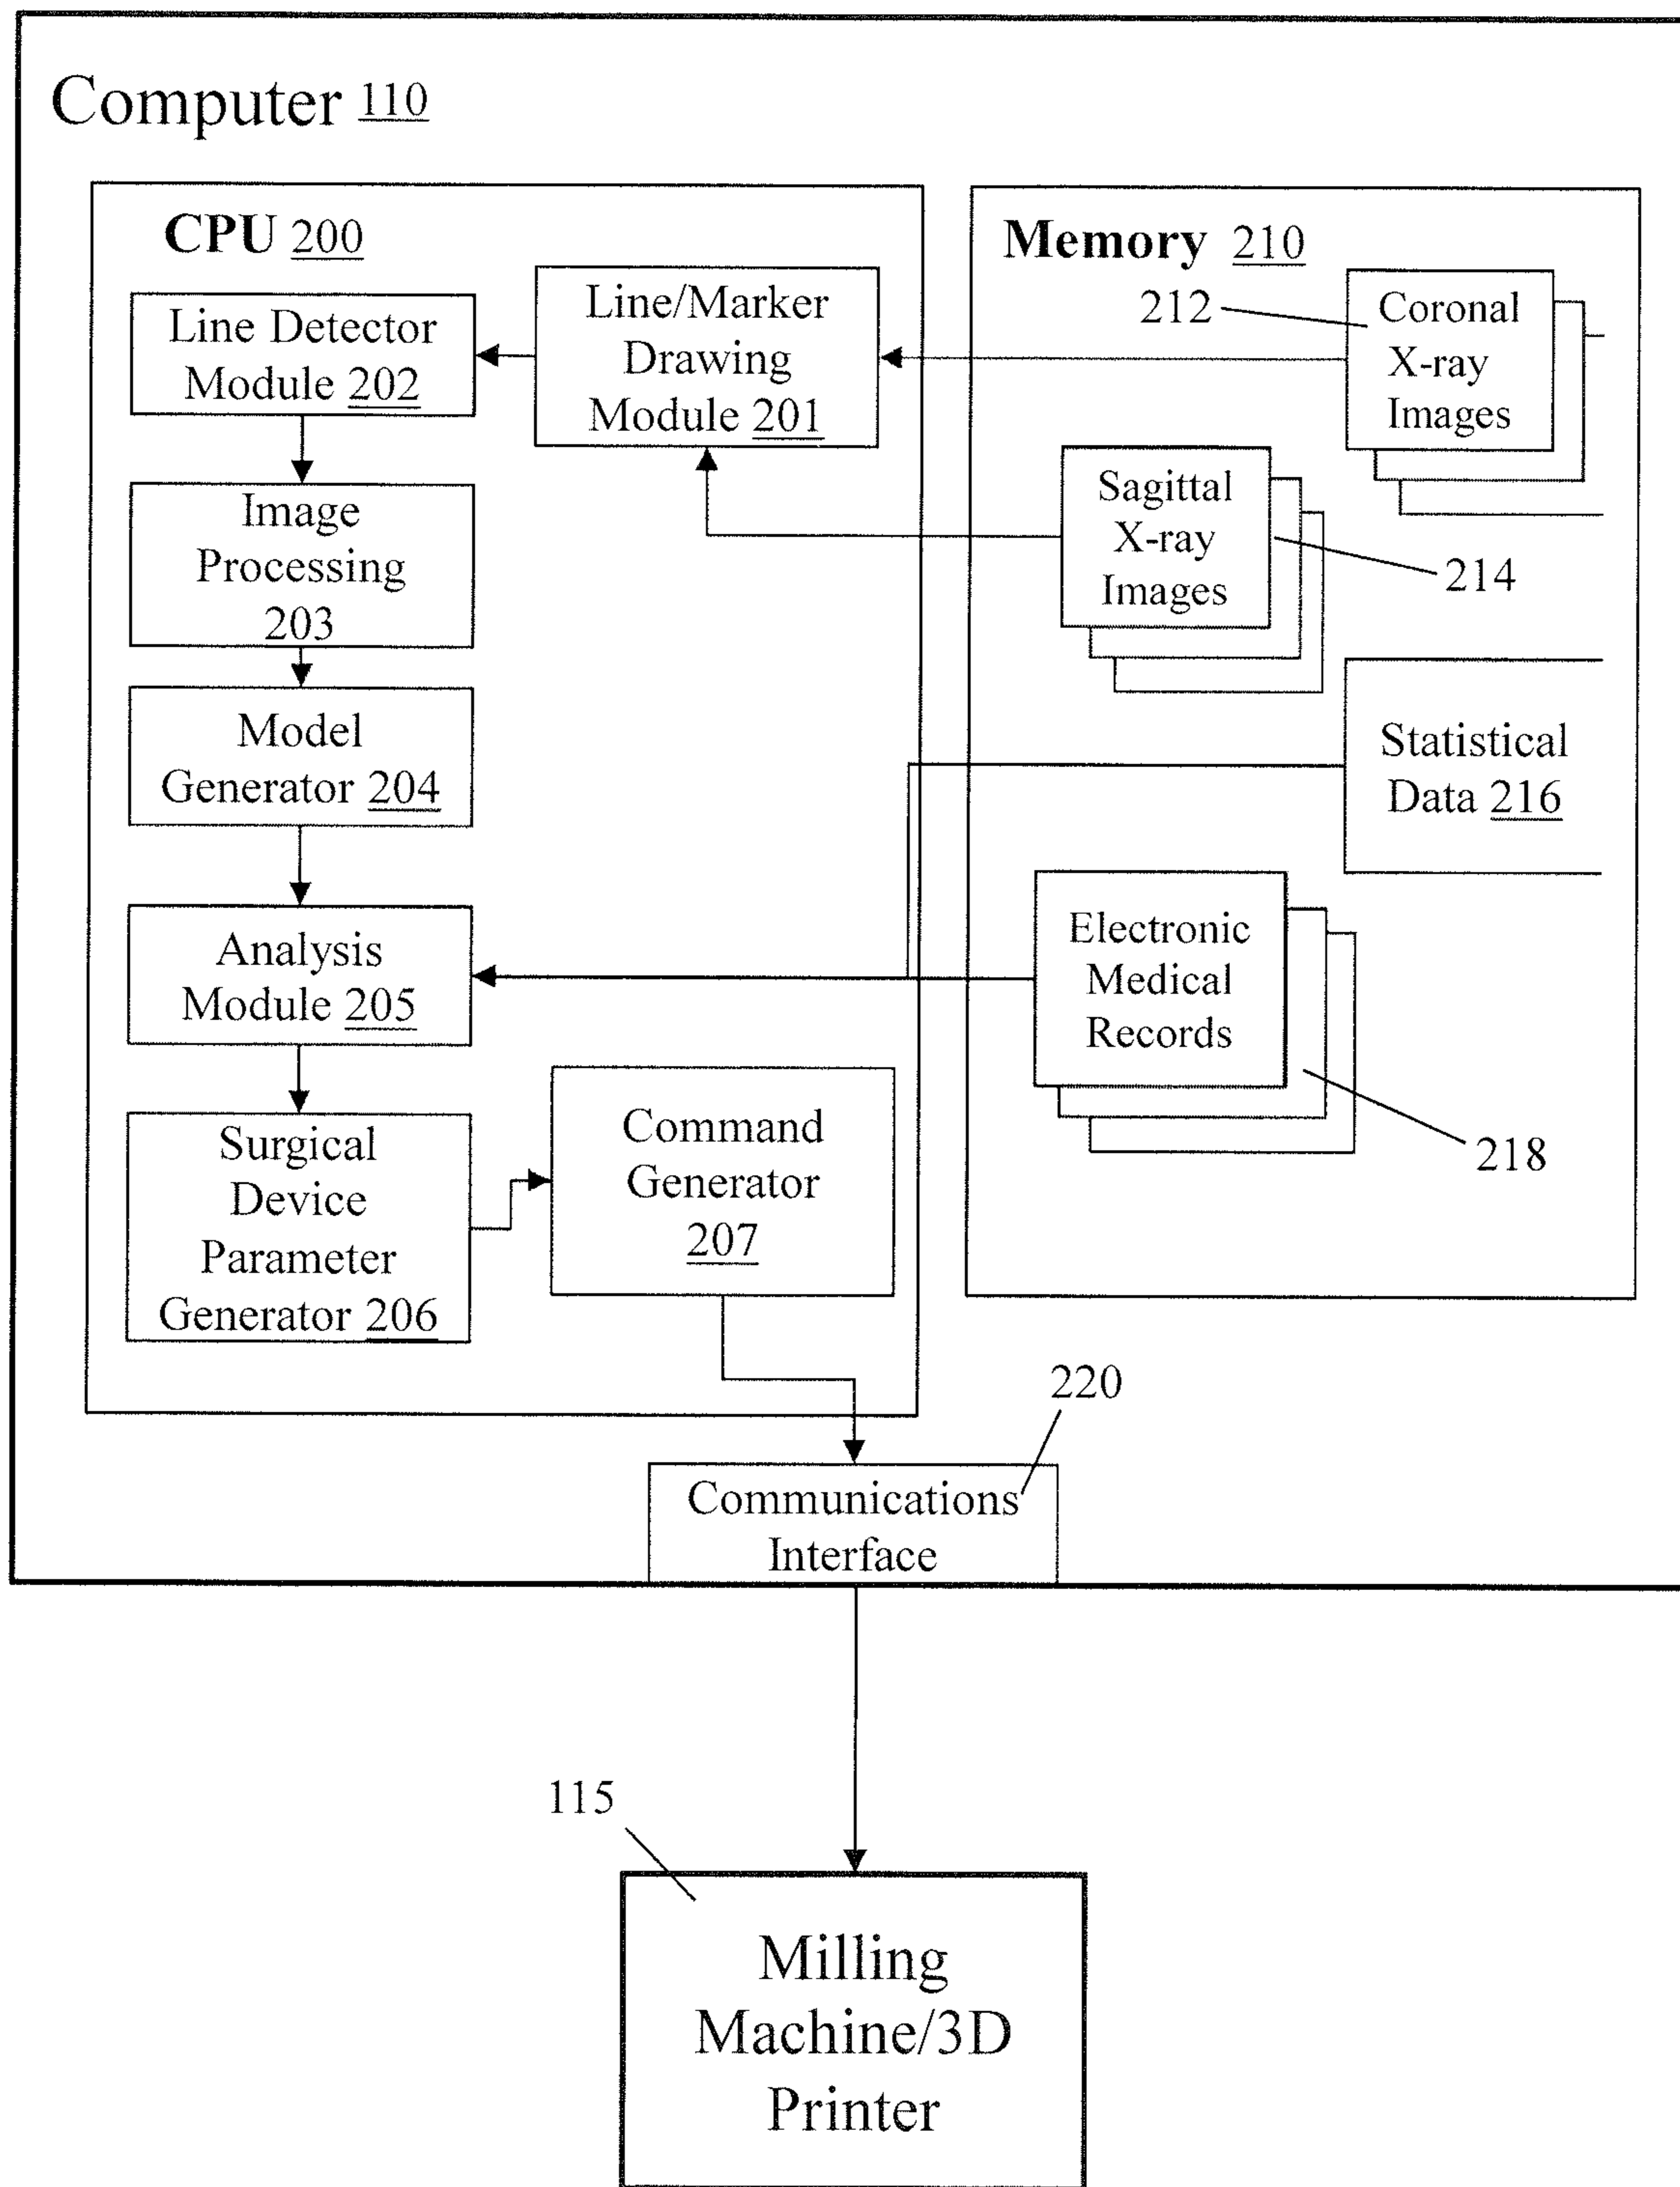 Computer 110
CPU 200
Line Detector
Module 202
Line/Marker
Drawing
Module 201
Image
Processing
203
Model
Generator 204
Analysis
Module 205
Surgical
Device
Parameter
Generator 206
Command
Generator
207
Memory 210
212
Coronal
X-ray
Images
Sagittal
X-ray
Images
214
Statistical
Data 216
Electronic
Medical
Records
218
220
Communications
Interface
115
Milling
Machine/3D
Printer